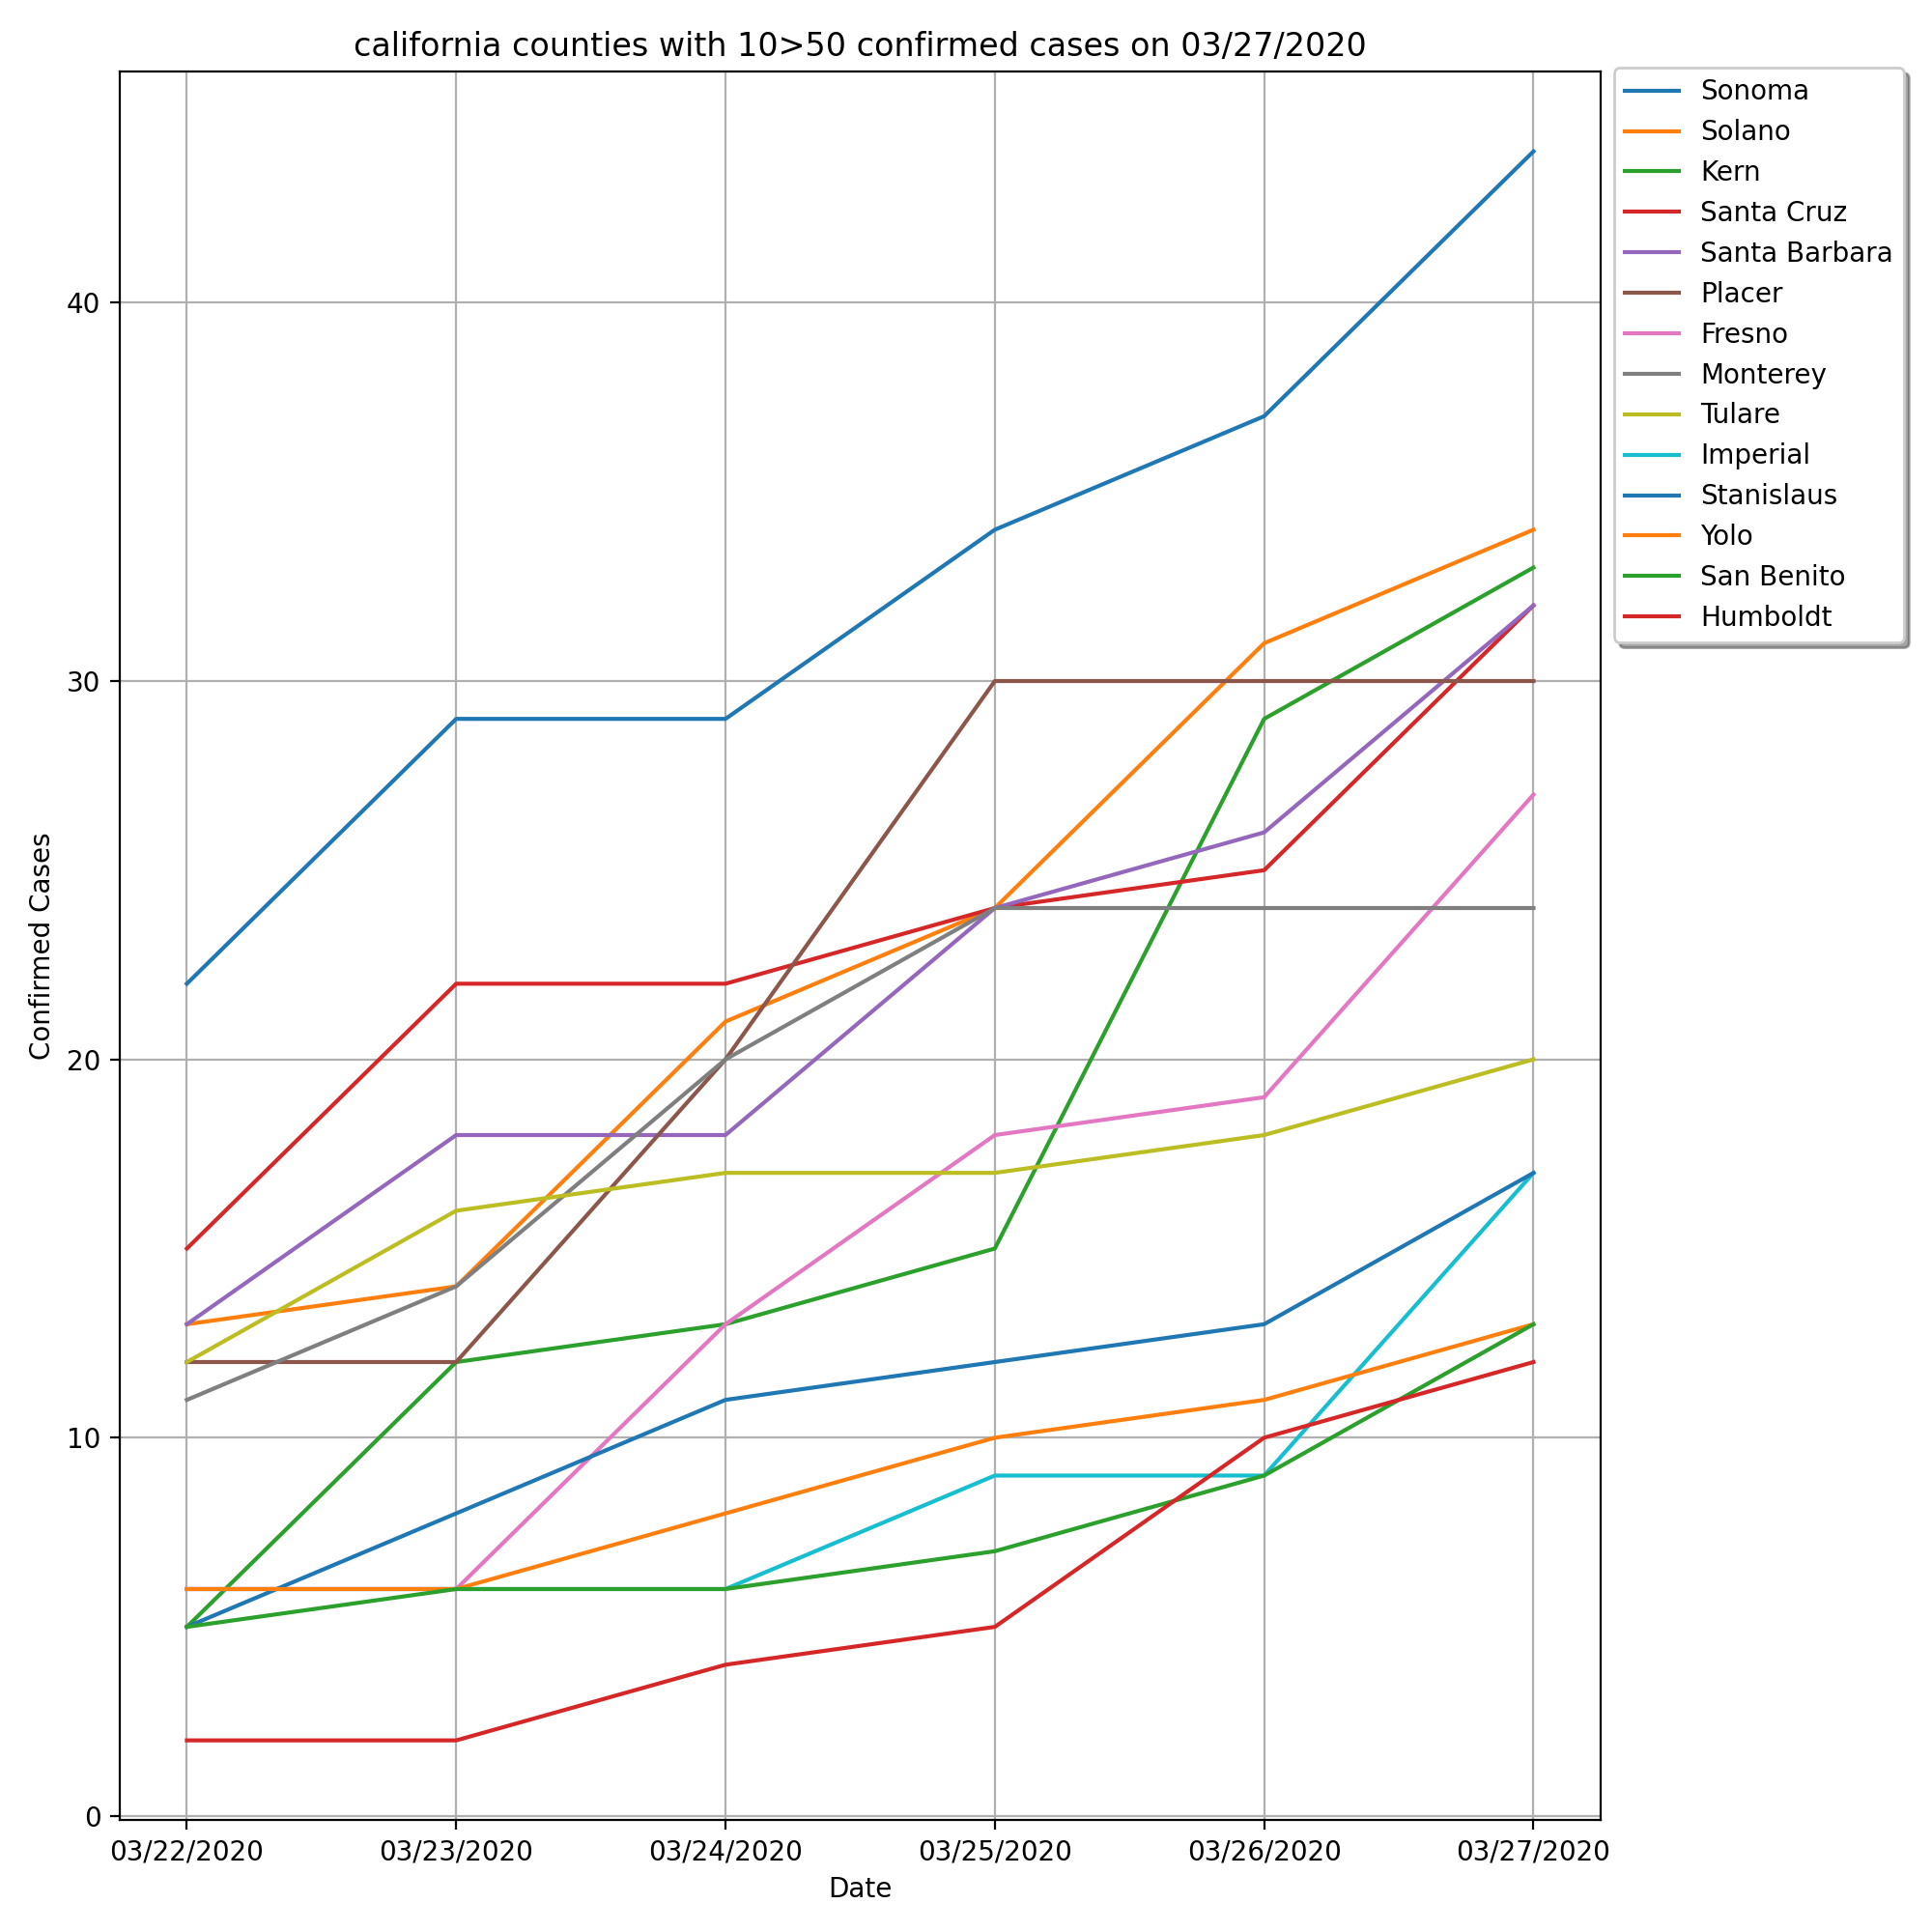 california counties with 10>50 confirmed cases on 03/27/2020
Sonoma
Solano
Kern
Santa Cruz
Santa Barbara
Placer
Fresno
Monterey
Tulare
Imperial
Stanislaus
Yolo
San Benito
Humboldt
Confirmed Cases
40
30
20
10
0
03/22/2020 03/23/2020 03/24/2020 03/25/2020 03/26/2020 03/27/2020
Date